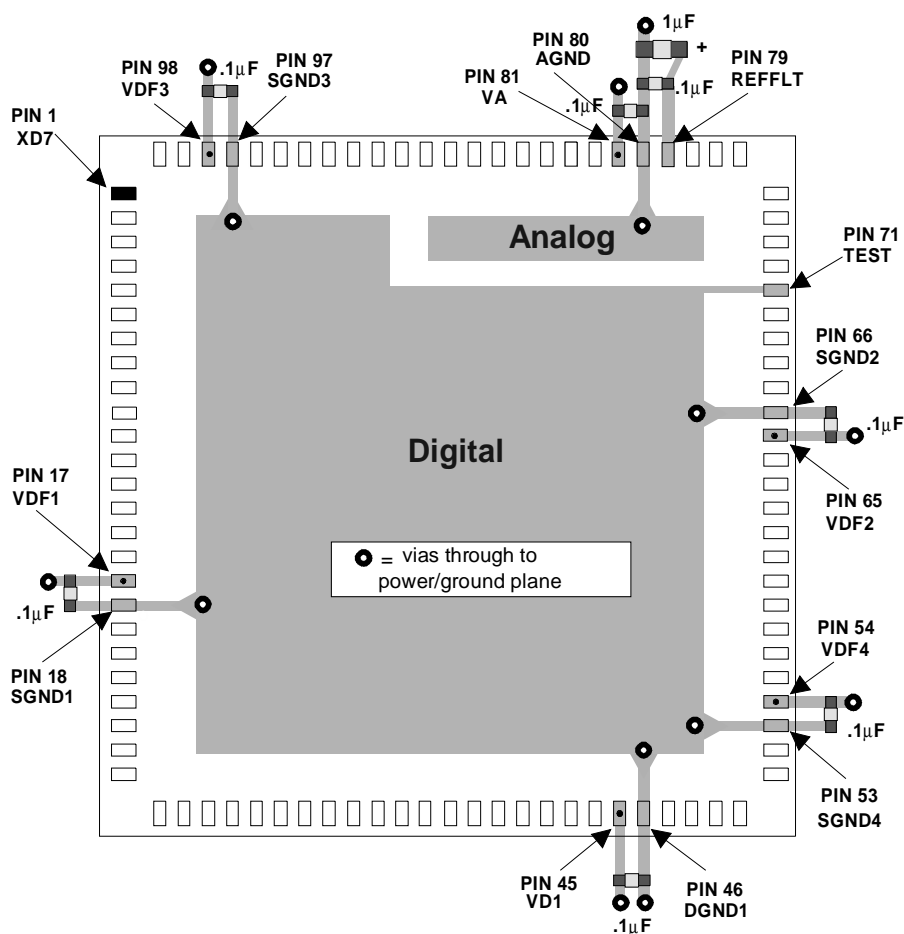 PIN 1
XD7
PIN 98
VDF3
.1µF
PIN 97
SGND3
PIN 81
VA
.1µF
PIN 80
AGND
1µF
+
.1µF
PIN 79
REFFLT
Analog
PIN 71
TEST
PIN 66
SGND2
.1µF
PIN 65
VDF2
Digital
PIN 17
VDF1
.1µF
PIN 18
SGND1
= vias through to
power/ground plane
PIN 54
VDF4
.1µF
PIN 53
SGND4
PIN 45
VD1
.1µF
PIN 46
DGND1